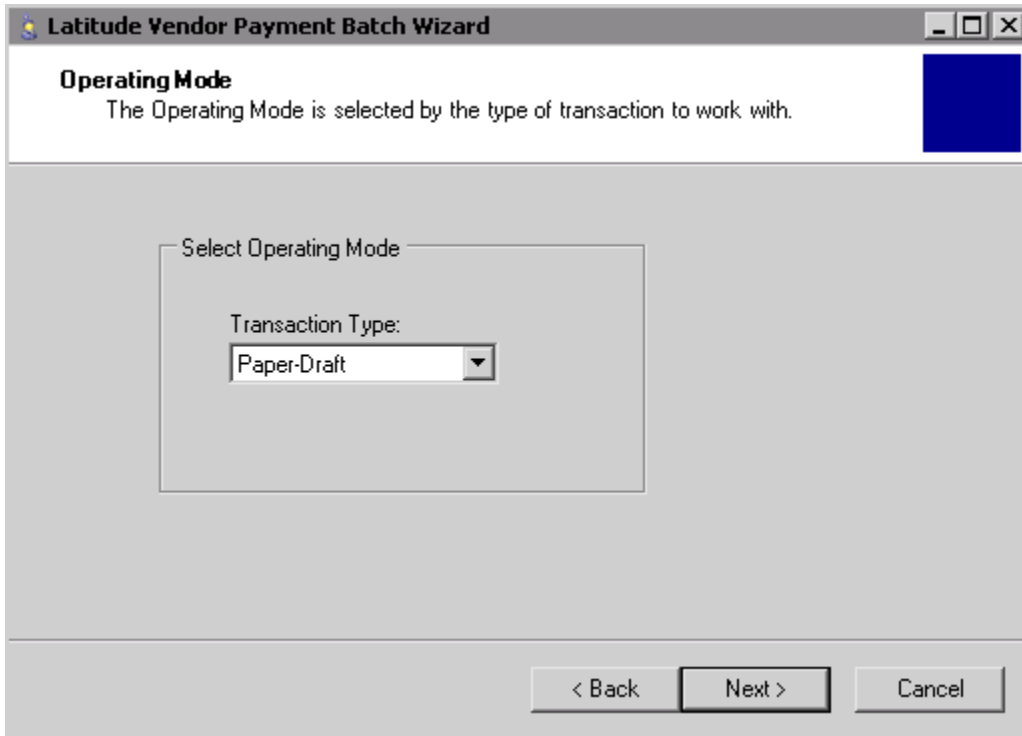 Latitude Vendor Payment Batch Wizard
Operating Mode
The Operating Mode is selected by the type of transaction to work with.
Select Operating Mode
Transaction Type:
Paper-Draft
< Back Next > Cancel